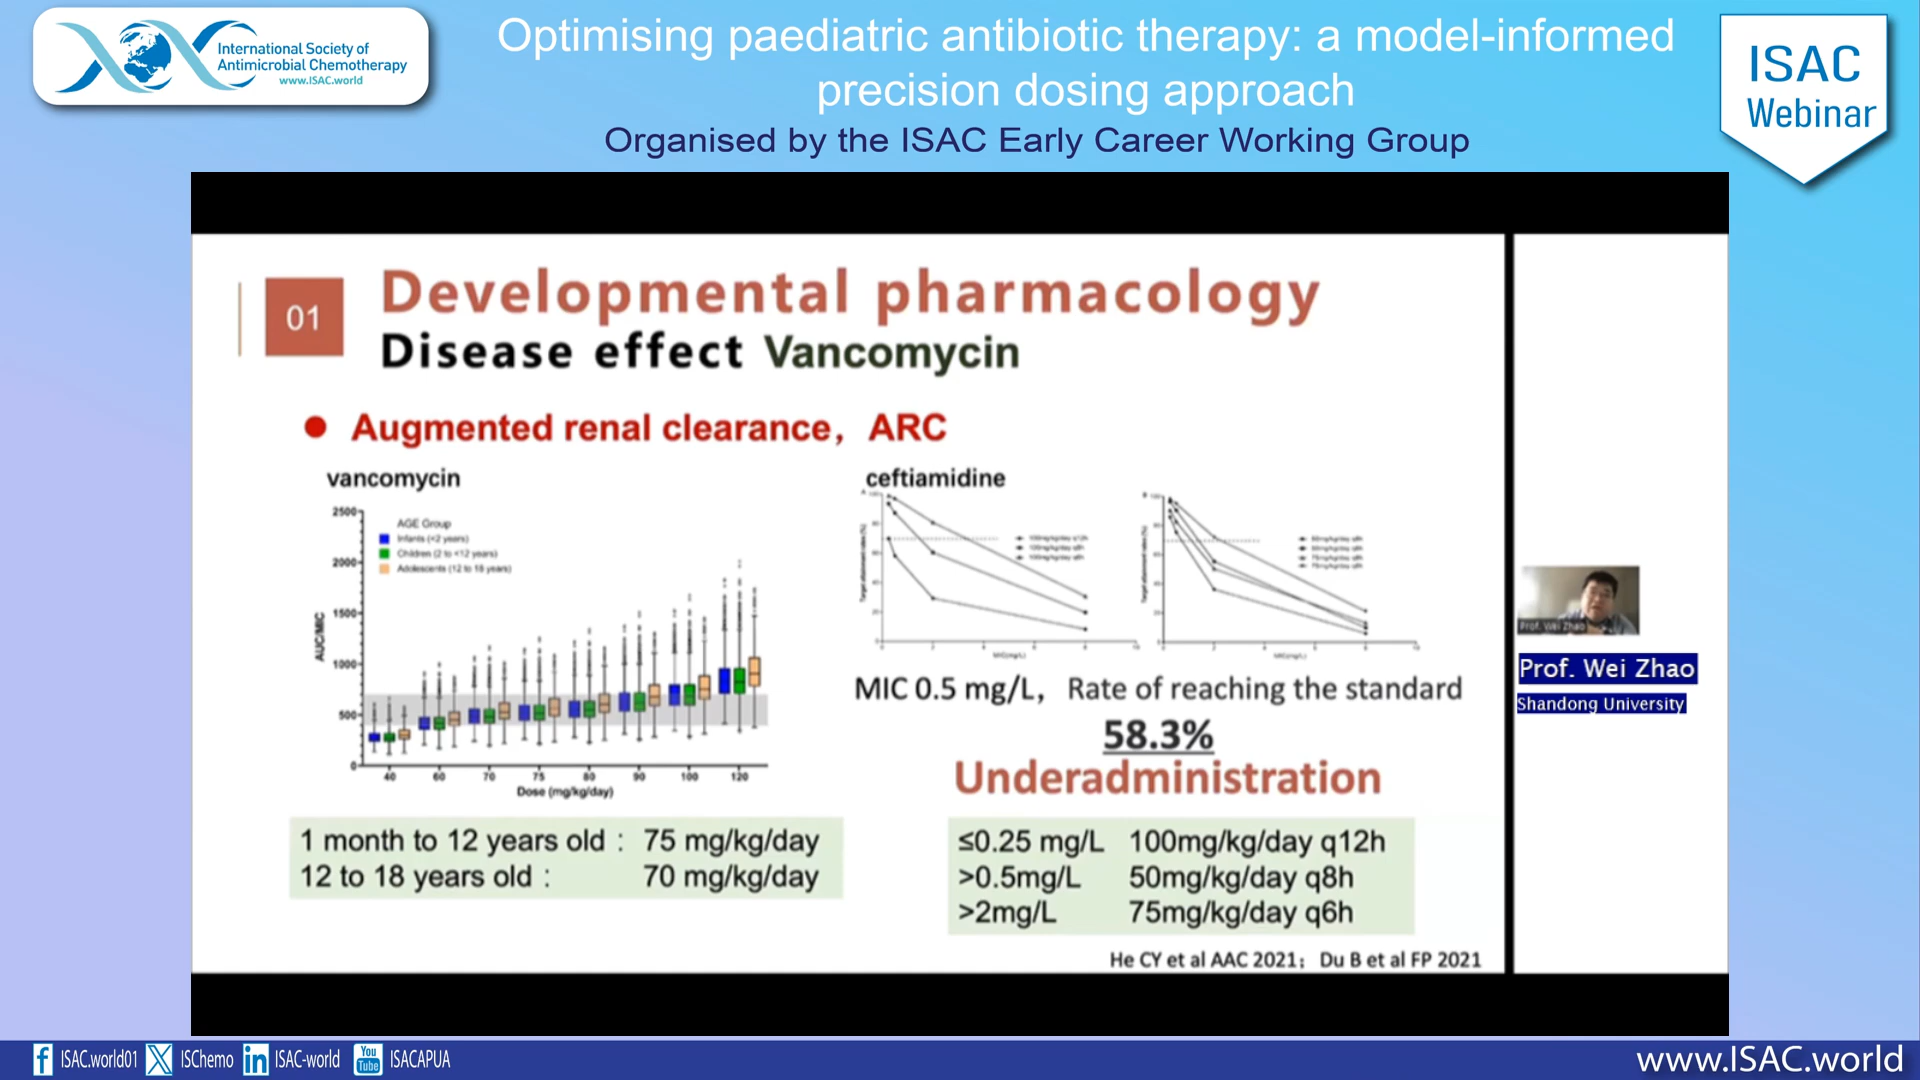 International Society of
Antimicrobial Chemotherapy
www.ISAC.world
Optimising paediatric antibiotic therapy: a model-informed
precision dosing approach
Organised by the ISAC Early Career Working Group
ISAC
Webinar
01
Developmental pharmacology
Disease effect Vancomycin
● Augmented renal clearance，ARC
vancomycin
AGE Group
Infants (<2 years)
Children (2 to <12 years)
Adolescents (12 to 18 years)
2500
2000
1500
1000
500
0
AUC/MIC
40 60 70 75 80 90 100 120
Dose (mg/kg/day)
1 month to 12 years old： 75 mg/kg/day
12 to 18 years old： 70 mg/kg/day
ceftiamidine
MIC 0.5 mg/L， Rate of reaching the standard
58.3%
Underadministration
≤0.25 mg/L 100mg/kg/day q12h
>0.5mg/L 50mg/kg/day q8h
>2mg/L 75mg/kg/day q6h
He CY et al AAC 2021； Du B et al FP 2021
Prof. Wei Zhao
Prof. Wei Zhao
Shandong University
f ISAC.world01 X ISChemo in ISAC-world You Tube ISACAPUA
www.ISAC.world